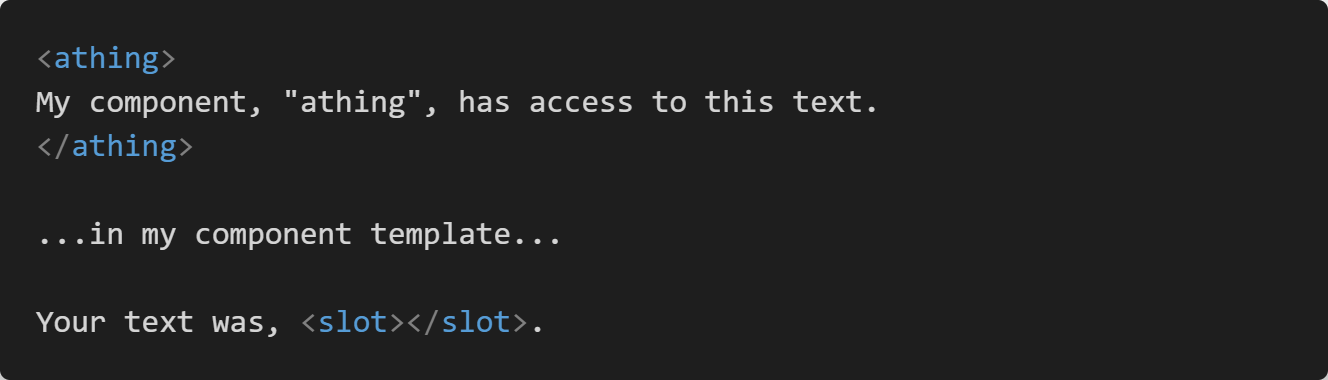 <athing>
My component, "athing", has access to this text.
</athing>
...in my component template...
Your text was, <slot></slot>.